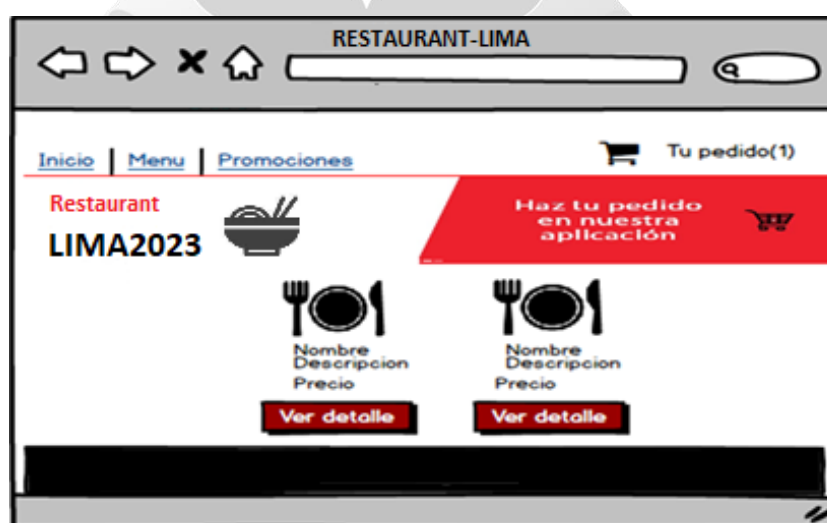 RESTAURANT-LIMA
Inicio | Menu | Promociones
Tu pedido(1)
Restaurant
LIMA2023
Haz tu pedido
en nuestra
aplicación
Nombre
Descripcion
Precio
Ver detalle
Nombre
Descripcion
Precio
Ver detalle